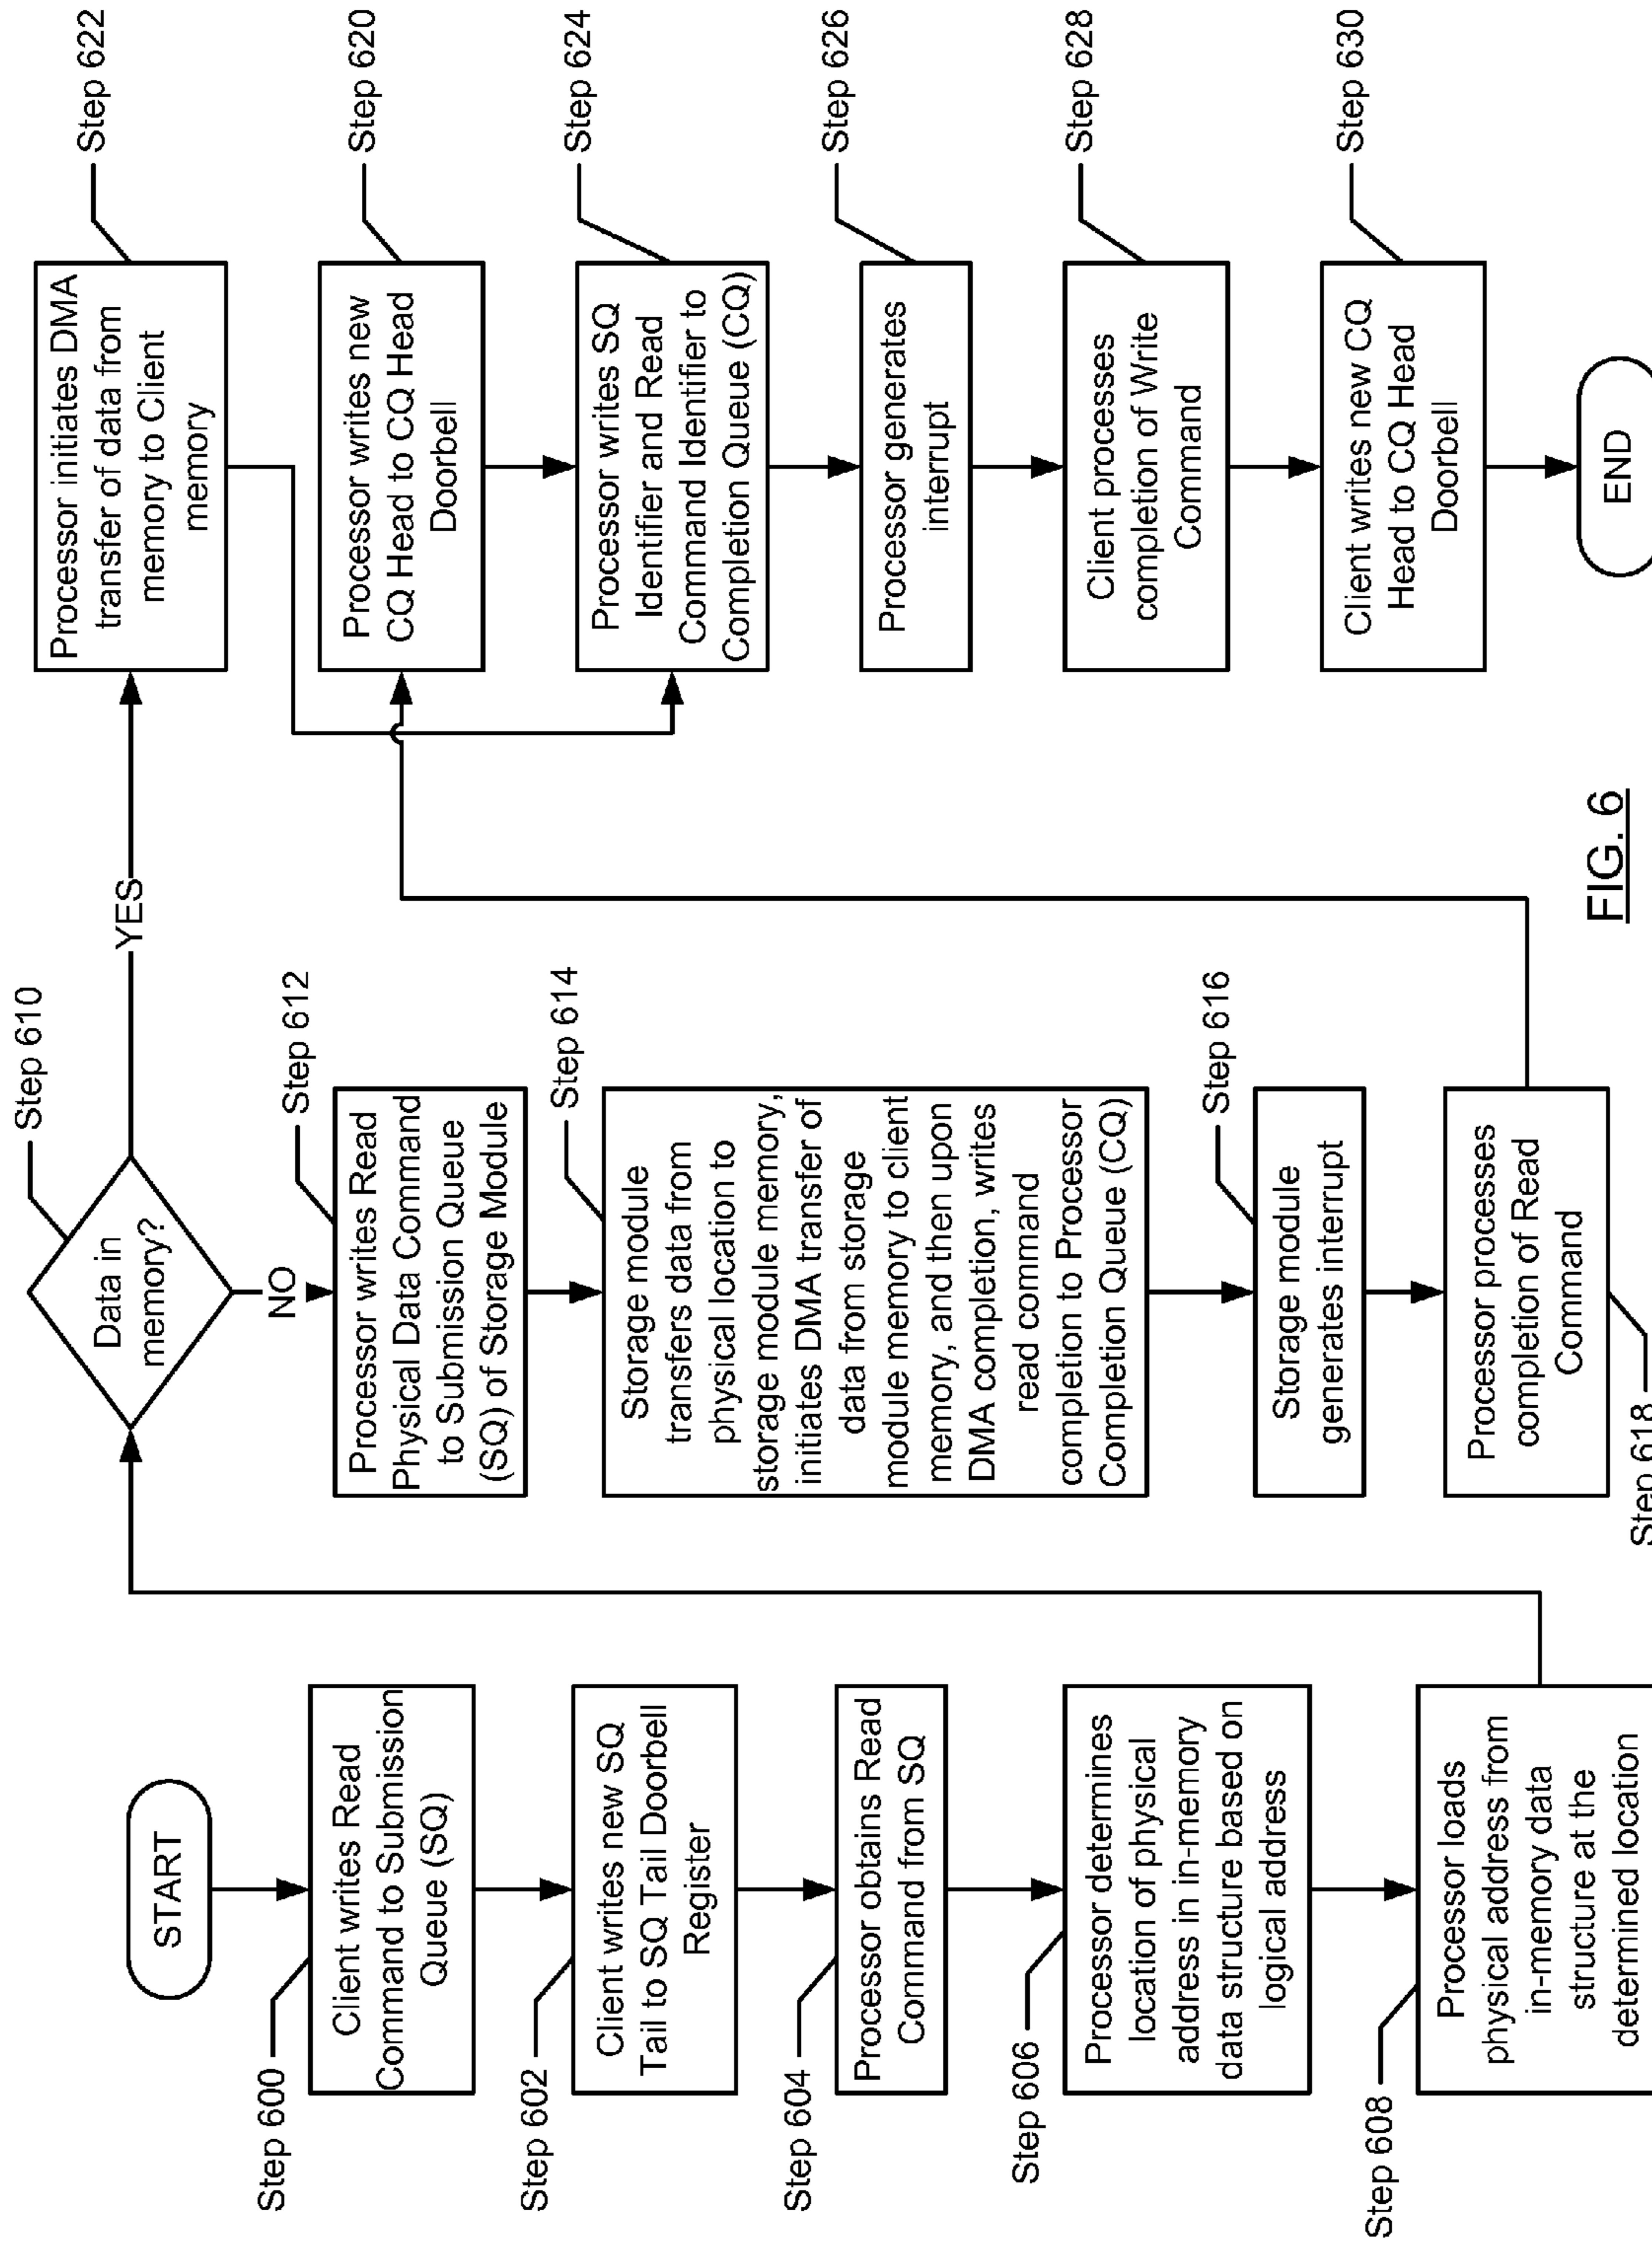 START
Step 600
Client writes Read
Command to Submission
Queue (SQ)
Step 602
Client writes new SQ
Tail to SQ Tail Doorbell
Register
Step 604
Processor obtains Read
Command from SQ
Step 606
Processor determines
location of physical
address in in-memory
data structure based on
logical address
Step 608
Processor loads
physical address from
in-memory data
structure at the
determined location
Step 610
Data in
memory?
YES
NO
Step 612
Processor writes Read
Physical Data Command
to Submission Queue
(SQ) of Storage Module)
Step 614
Storage module
transfers data from
physical location to
storage module memory,
initiates DMA transfer of
data from storage
module memory to client
memory, and then upon
DMA completion, writes
read command
completion to Processor
Completion Queue (CQ)
Step 616
Storage module
generates interrupt
Processor processes
completion of Read
Command
Step 618
Step 622
Processor initiates DMA
transfer of data from
memory to Client
memory
Step 620
Processor writes new
CQ Head to CQ Head
Doorbell
Step 624
Processor writes SQ
Identifier and Read
Command Identifier to
Completion Queue (CQ)
Step 626
Processor generates
interrupt
Step 628
Client processes
completion of Write
Command
Step 630
Client writes new CQ
Head to CQ Head
Doorbell
END
FIG. 6